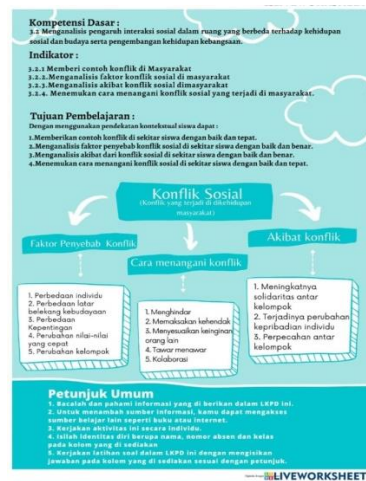 Kompetensi Dasar :
3.2 Menganalisis pengaruh interaksi sosial dalam ruang yang berbeda terhadap kehidupan
sosial dan budaya serta pengembangan kehidupan kebangsaan.
Indikator :
3.2.1 Memberi contoh konflik di Masyarakat
3.2.2.Menganalisis faktor konflik sosial di masyarakat
3.2.3.Menganalisis akibat konflik sosial dimasyarakat
3.2.4. Menemukan cara menangani konflik sosial yang terjadi di masyarakat.
Tujuan Pembelajaran :
Dengan menggunakan pendekatan kontekstual siswa dapat :
1.Memberikan contoh konflik di sekitar siswa dengan baik dan tepat.
2.Menganalisis faktor penyebab konflik sosial di sekitar siswa dengan baik dan benar.
3.Menganalisis akibat dari konflik sosial di sekitar siswa dengan baik dan benar.
4.Menemukan cara menangani konflik sosial di sekitar siswa dengan baik dan tepat.
Konflik Sosial
(Konflik yang terjadi di dikehidupan
masyarakat)
Faktor Penyebab Konflik
Cara menangani konflik
Akibat konflik
1. Perbedaan individu
2. Perbedaan latar
belekang kebudayaan
3. Perbedaan
Kepentingan
4. Perubahan nilai-nilai
yang cepat
5. Perubahan kelompok
1.Menghindar
2.Memaksakan kehendak
3.Menyesuaikan keinginan
orang lain
4.Tawar menawar
5.Kolaborasi
1. Meningkatnya
solidaritas antar
kelompok
2. Terjadinya perubahan
kepribadian individu
3. Perpecahan antar
kelompok
Petunjuk Umum
1. Bacalah dan pahami informasi yang di berikan dalam LKPD ini.
2. Untuk menambah sumber informasi, kamu dapat mengakses
sumber belajar lain seperti buku atau internet.
3. Kerjakan aktivitas ini secara individu.
4. Isilah identitas diri berupa nama, nomor absen dan kelas
pada kolom yang di sediakan
5. Kerjakan latihan soal dalam LKPD ini dengan mengisikan
jawaban pada kolom yang di sediakan sesuai dengan petunjuk.
LIVEWORKSHEETS